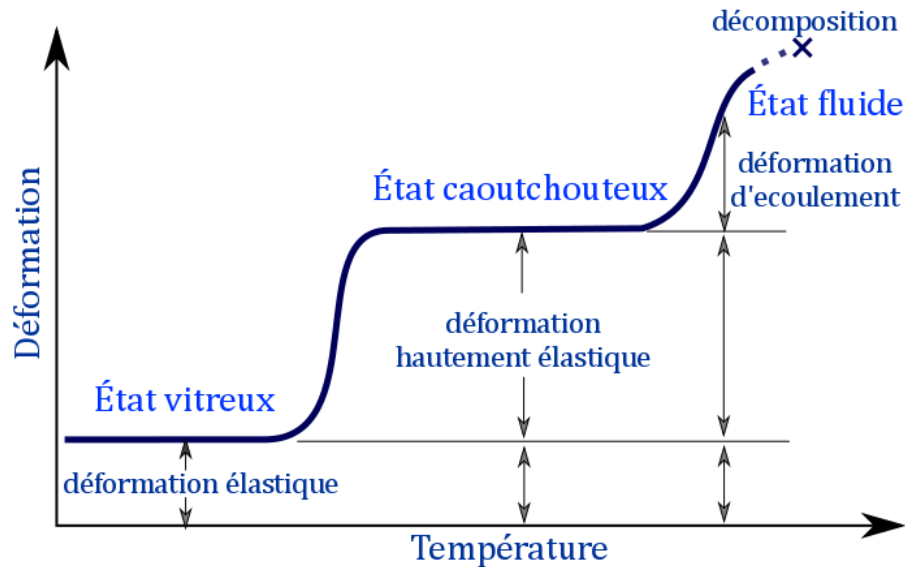 décomposition
État fluide
déformation
d'ecoulement
État caoutchouteux
déformation
hautement élastique
État vitreux
déformation élastique
Déformation
Température